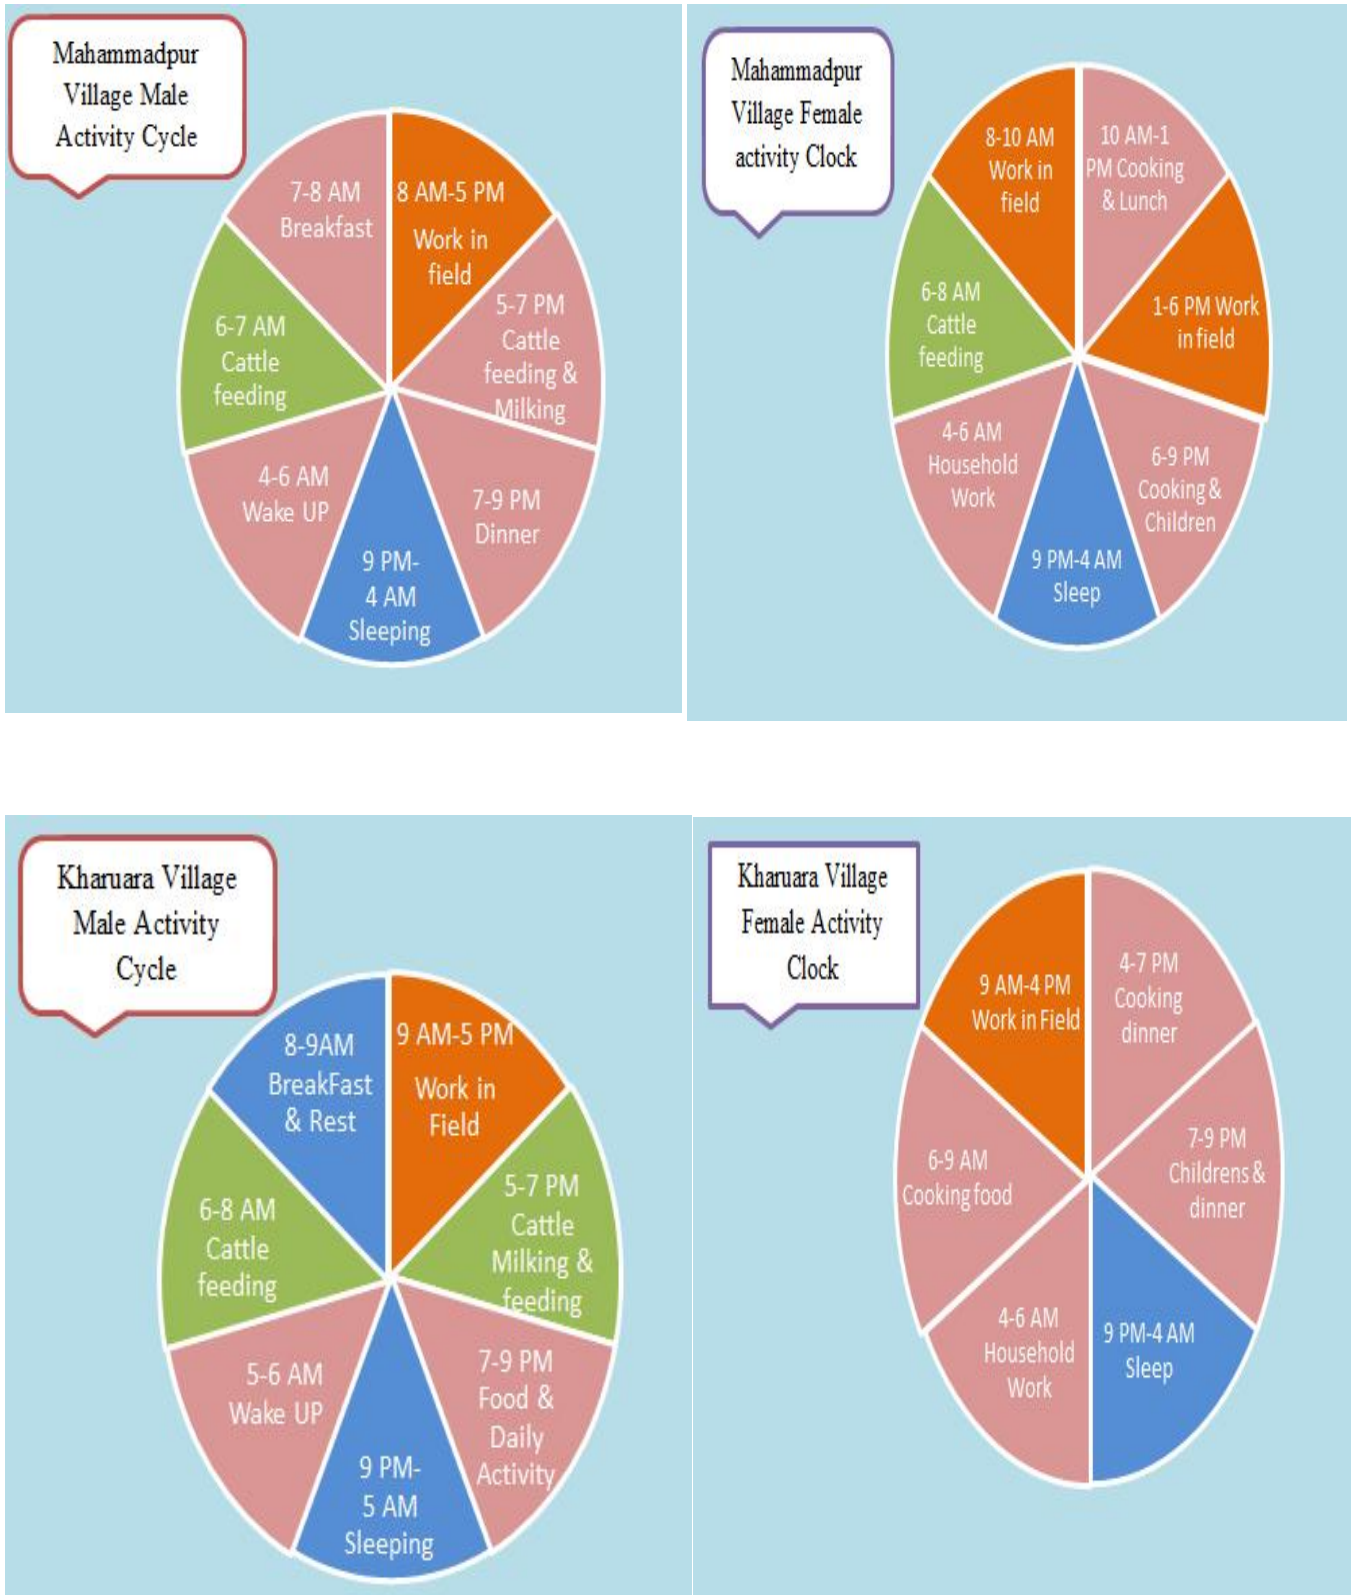 Mahammadpur
Village Male
Activity Cycle
7-8 AM
Breakfast
8 AM-5 PM
Work in
field
5-7 PM
Cattle
feeding &
Milking
7-9 PM
Dinner
9 PM-
4 AM
Sleeping
4-6 AM
Wake UP
6-7 AM
Cattle
feeding
Mahammadpur
Village Female
activity Clock
8-10 AM
Work in
field
10 AM-1
PM Cooking
& Lunch
1-6 PM Work
in field
6-9 PM
Cooking &
Children
9 PM-4 AM
Sleep
4-6 AM
Household
Work
6-8 AM
Cattle
feeding
Kharuara Village
Male Activity
Cycle
8-9AM
BreakFast
& Rest
9 AM-5 PM
Work in
Field
5-7 PM
Cattle
Milking &
feeding
7-9 PM
Food &
Daily
Activity
9 PM-
5 AM
Sleeping
5-6 AM
Wake UP
6-8 AM
Cattle
feeding
Kharuara Village
Female Activity
Clock
9 AM-4 PM
Work in Field
4-7 PM
Cooking
dinner
7-9 PM
Childrens &
dinner
9 PM-4 AM
Sleep
4-6 AM
Household
Work
6-9 AM
Cooking food